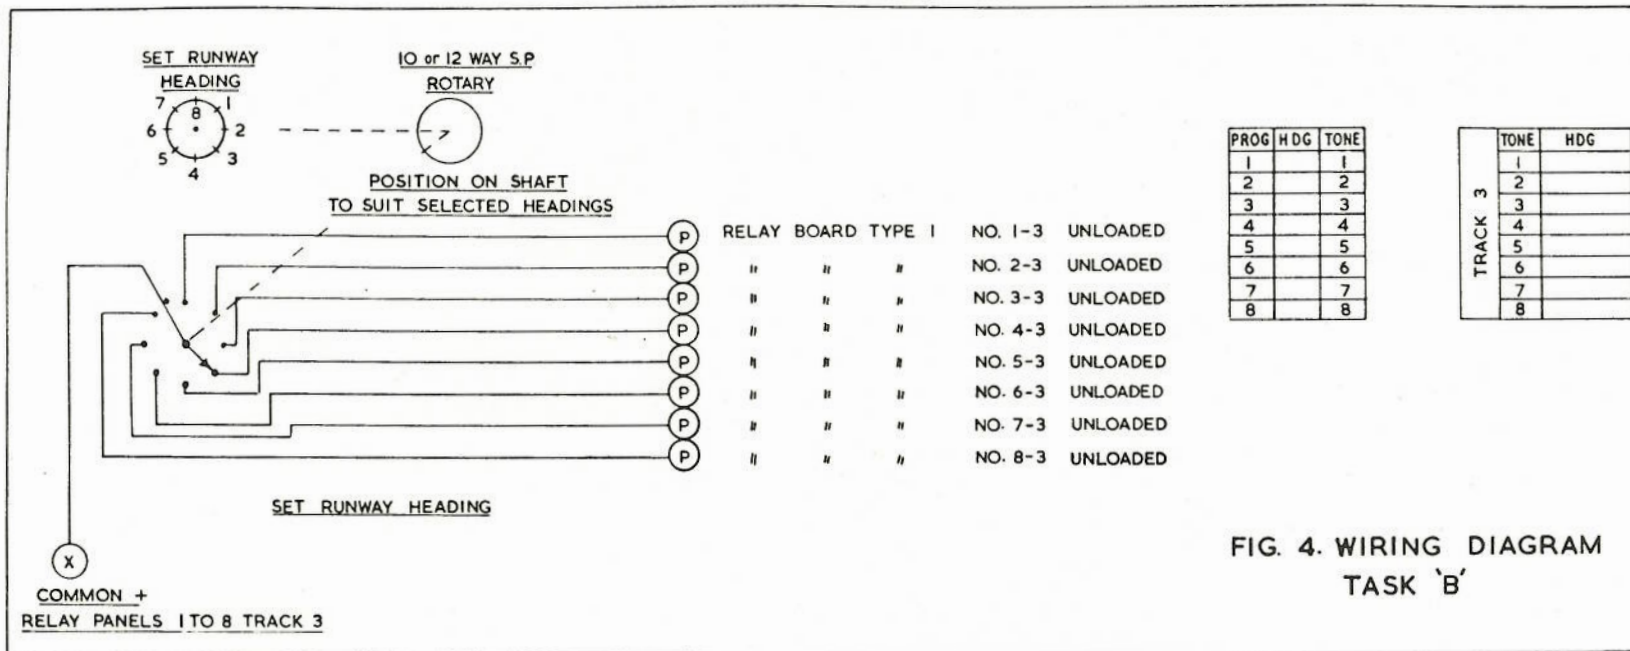 SET RUNWAY
HEADING
7 8 1
6 2
5 3
4
10 or 12 WAY S.P
ROTARY
POSITION ON SHAFT
TO SUIT SELECTED HEADINGS
P RELAY BOARD TYPE 1 NO. 1-3 UNLOADED
P " " " NO. 2-3 UNLOADED
P " " " NO. 3-3 UNLOADED
P " " " NO. 4-3 UNLOADED
P " " " NO. 5-3 UNLOADED
P " " " NO. 6-3 UNLOADED
P " " " NO. 7-3 UNLOADED
P " " " NO. 8-3 UNLOADED
SET RUNWAY HEADING
X
COMMON +
RELAY PANELS 1 TO 8 TRACK 3
PROG HDG TONE
1 1
2 2
3 3
4 4
5 5
6 6
7 7
8 8
TRACK 3
TONE HDG
1
2
3
4
5
6
7
8
FIG. 4. WIRING DIAGRAM
TASK 'B'